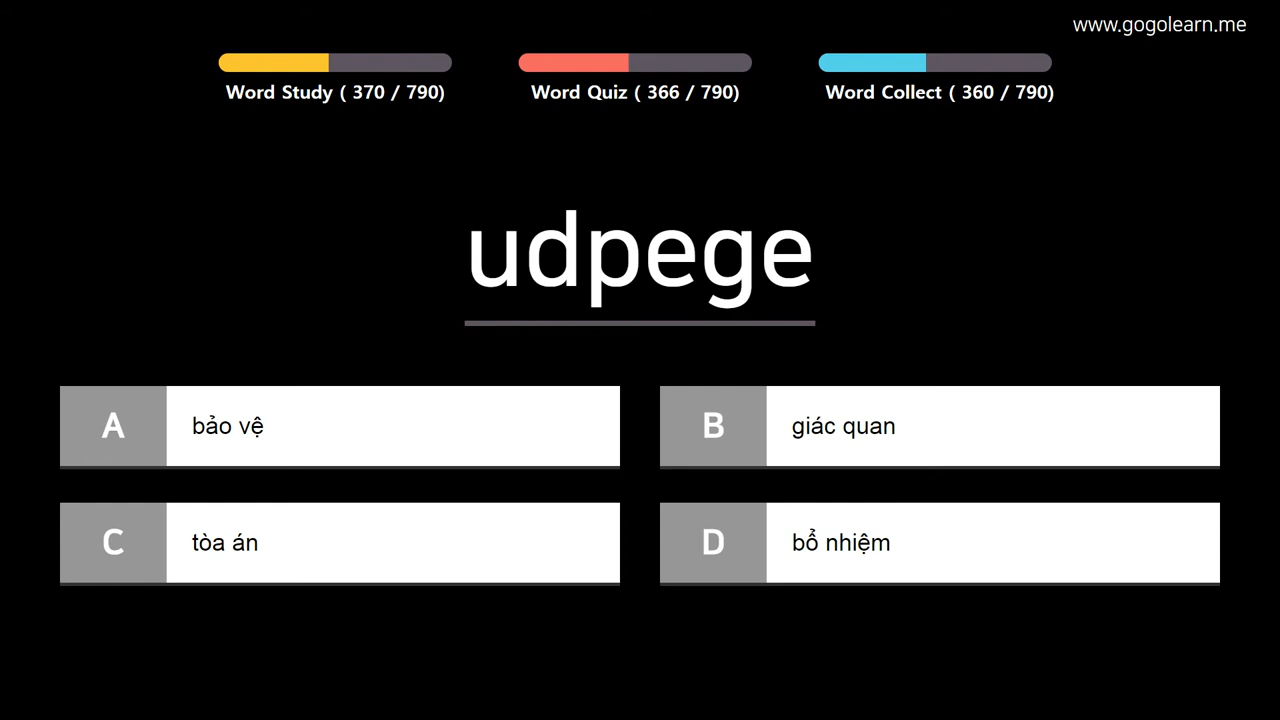 www.gogolearn.me
Word Study ( 370 / 790)
Word Quiz ( 366 / 790)
Word Collect ( 360 / 790)
udpege
A bảo vệ
B giác quan
C tòa án
D bổ nhiệm